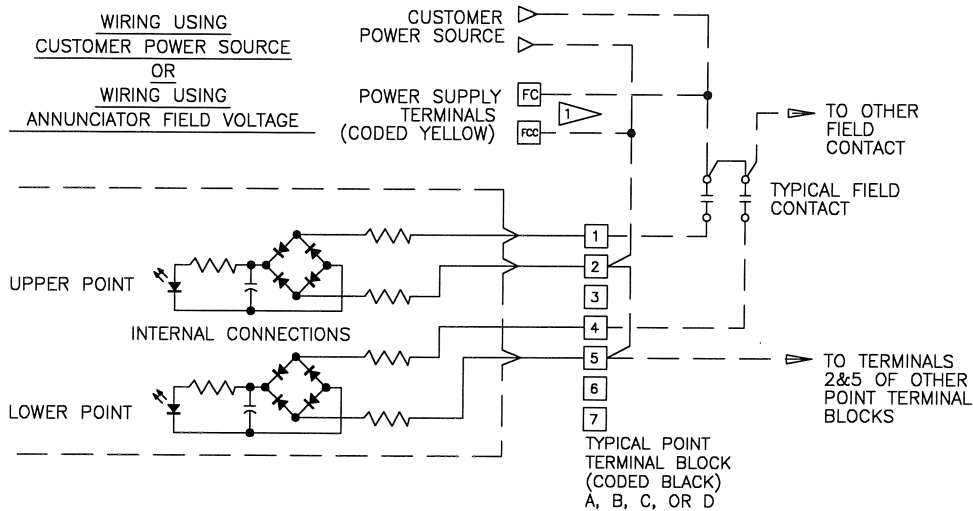 WIRING USING
CUSTOMER POWER SOURCE
OR
WIRING USING
ANNUNCIATOR FIELD VOLTAGE
CUSTOMER
POWER SOURCE
POWER SUPPLY
TERMINALS
(CODED YELLOW)
FC
FCC
1
TO OTHER
FIELD
CONTACT
TYPICAL FIELD
CONTACT
UPPER POINT
INTERNAL CONNECTIONS
LOWER POINT
1
2
3
4
5
6
7
TO TERMINALS
2&5 OF OTHER
POINT TERMINAL
BLOCKS
TYPICAL POINT
TERMINAL BLOCK
(CODED BLACK)
A, B, C, OR D